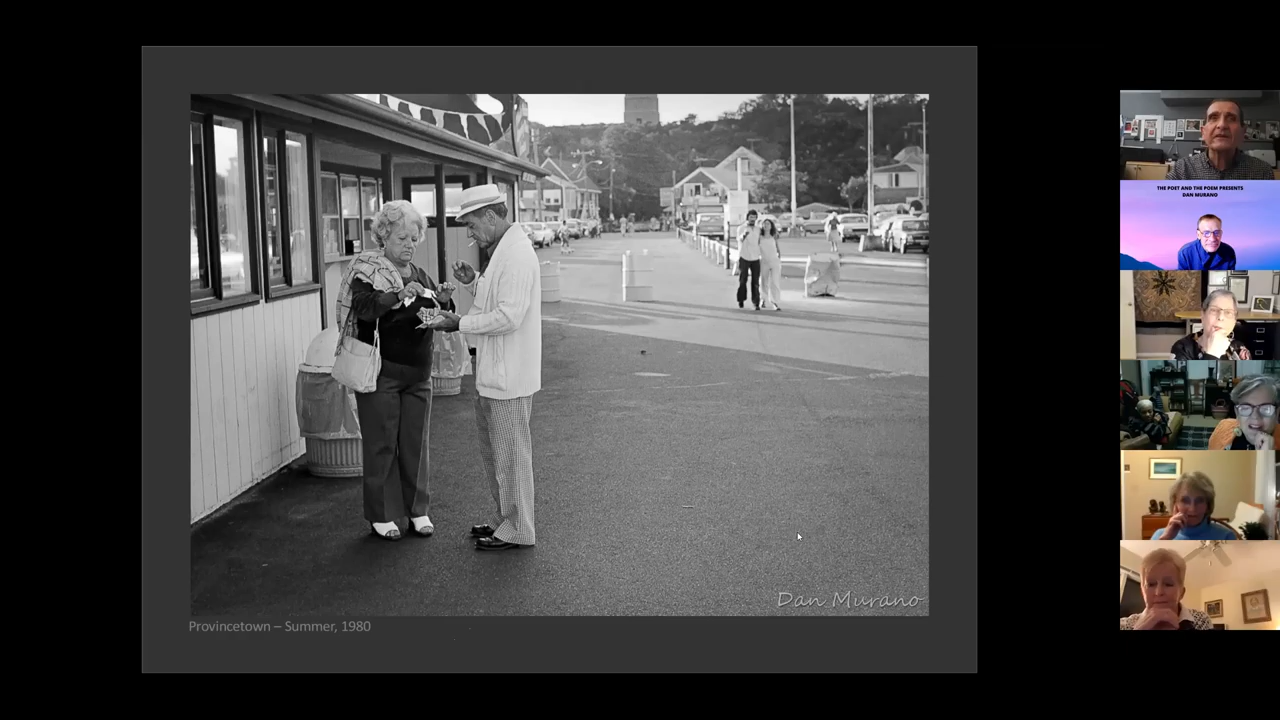 Dan Murano
Provincetown – Summer, 1980
THE POET AND THE POEM PRESENTS
DAN MURANO